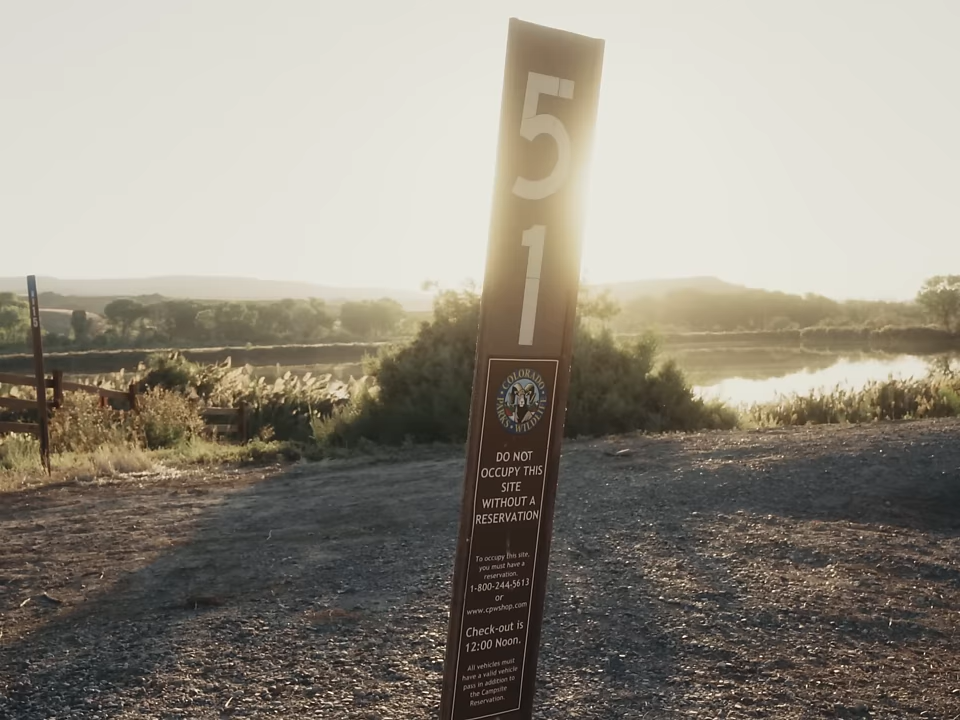 5
1
COLORADO
PARKS & WILDLIFE
DO NOT
OCCUPY THIS
SITE
WITHOUT A
RESERVATION
To occupy this site,
you must have a
reservation.
1-800-244-5613
or
www.cpwshop.com
Check-out is
12:00 Noon.
All vehicles must
have a valid vehicle
pass in addition to
the Campsite
Reservation.